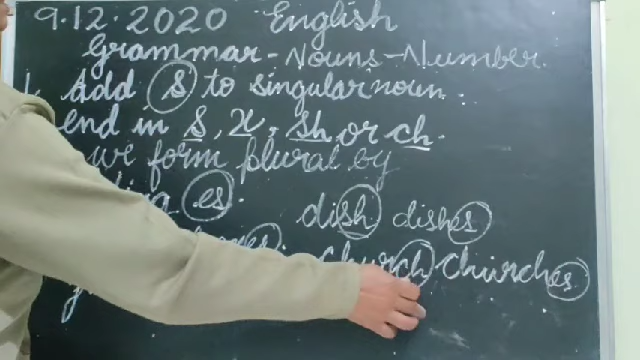 9.12.2020 English
Grammar-Nouns-Number.
1. Add s to singular noun.
end in s, x, sh or ch.
we form plural by
es.
dish dishes
church churches